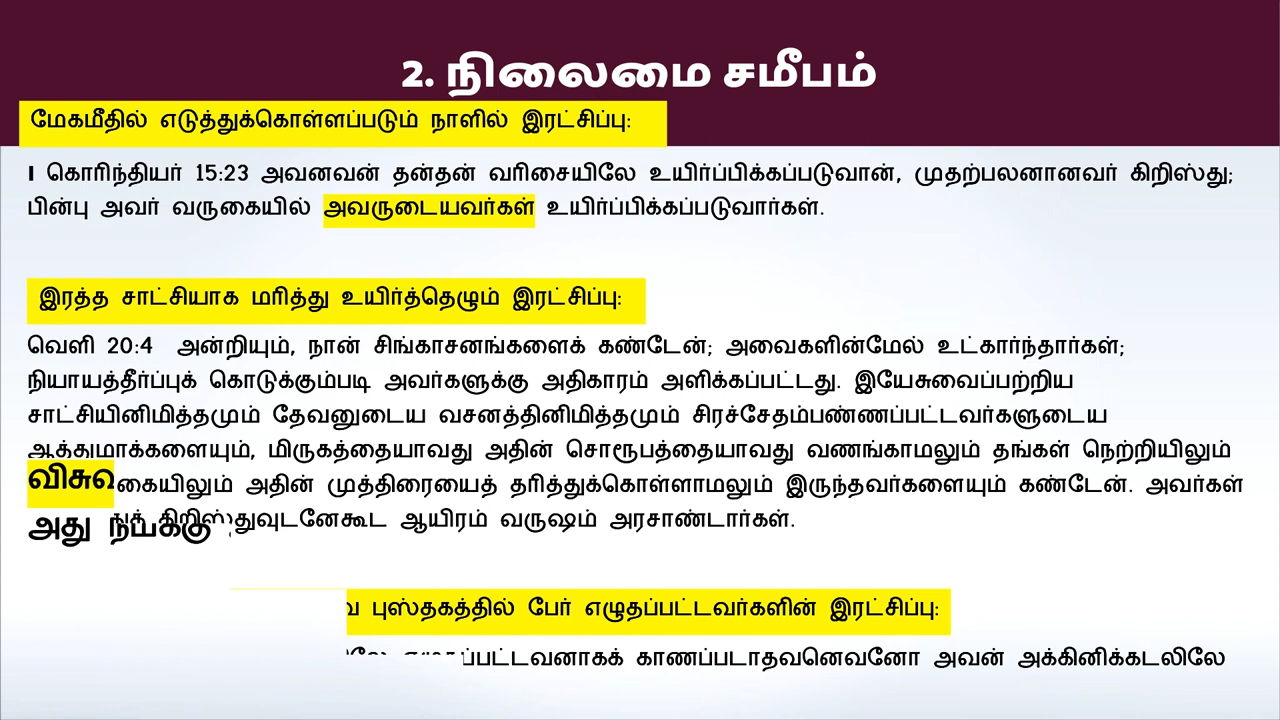 2. நிலைமை சமீபம்
மேகமீதில் எடுத்துக்கொள்ளப்படும் நாளில் இரட்சிப்பு:
I கொரிந்தியர் 15:23 அவனவன் தன்தன் வரிசையிலே உயிர்ப்பிக்கப்படுவான், முதற்பலனானவர் கிறிஸ்து;
பின்பு அவர் வருகையில் அவருடையவர்கள் உயிர்ப்பிக்கப்படுவார்கள்.
இரத்த சாட்சியாக மரித்து உயிர்த்தெழும் இரட்சிப்பு:
வெளி 20:4 அன்றியும், நான் சிங்காசனங்களைக் கண்டேன்; அவைகளின்மேல் உட்கார்ந்தார்கள்;
நியாயத்தீர்ப்புக் கொடுக்கும்படி அவர்களுக்கு அதிகாரம் அளிக்கப்பட்டது. இயேசுவைப்பற்றிய
சாட்சியினிமித்தமும் தேவனுடைய வசனத்தினிமித்தமும் சிரச்சேதம்பண்ணப்பட்டவர்களுடைய
ஆத்துமாக்களையும், மிருகத்தையாவது அதின் சொரூபத்தையாவது வணங்காமலும் தங்கள் நெற்றியிலும்
கையிலும் அதின் முத்திரையைத் தரித்துக்கொள்ளாமலும் இருந்தவர்களையும் கண்டேன். அவர்கள்
அது நமக்கு கிறிஸ்துவுடனேகூட ஆயிரம் வருஷம் அரசாண்டார்கள்.
புஸ்தகத்தில் பேர் எழுதப்பட்டவர்களின் இரட்சிப்பு:
காணப்படாதவனெவனோ அவன் அக்கினிக்கடலிலே